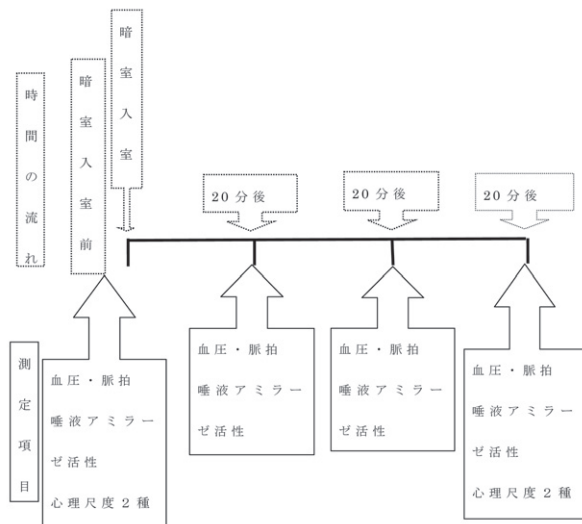 時間の流れ
暗室入室前
暗室入室
20分後
20分後
20分後
測定項目
血圧・脈拍
唾液アミラー
ゼ活性
心理尺度２種
血圧・脈拍
唾液アミラー
ゼ活性
血圧・脈拍
唾液アミラー
ゼ活性
血圧・脈拍
唾液アミラー
ゼ活性
心理尺度２種